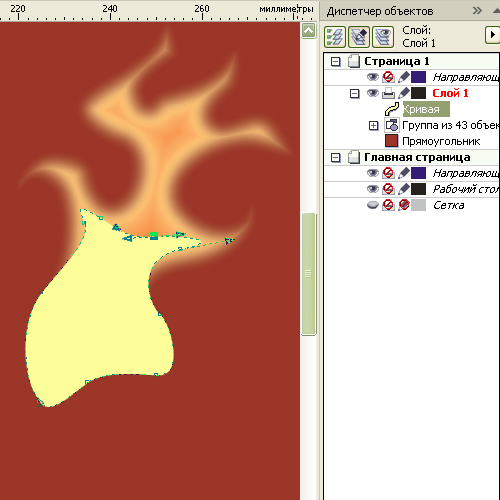 220 240 260 миллиметры
Диспетчер объектов
Слой:
Слой 1
Страница 1
Направляющ
Слой 1
Кривая
Группа из 43 объек
Прямоугольник
Главная страница
Направляющ
Рабочий стол
Сетка